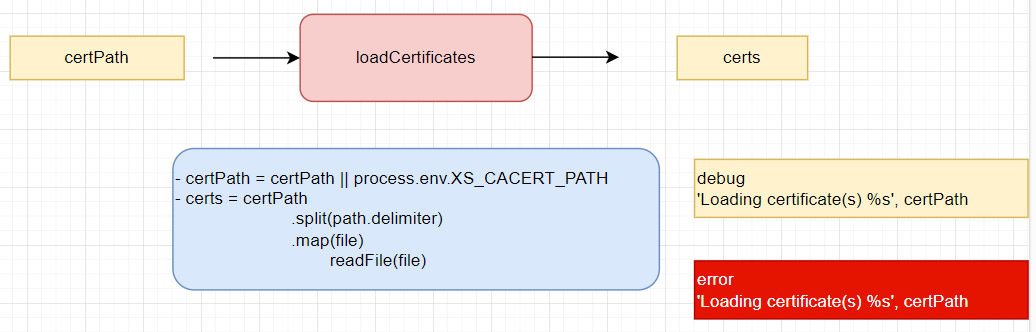 certPath
loadCertificates
certs
- certPath = certPath || process.env.XS_CACERT_PATH
- certs = certPath
.split(path.delimiter)
.map(file)
readFile(file)
debug
'Loading certificate(s) %s', certPath
error
'Loading certificate(s) %s', certPath